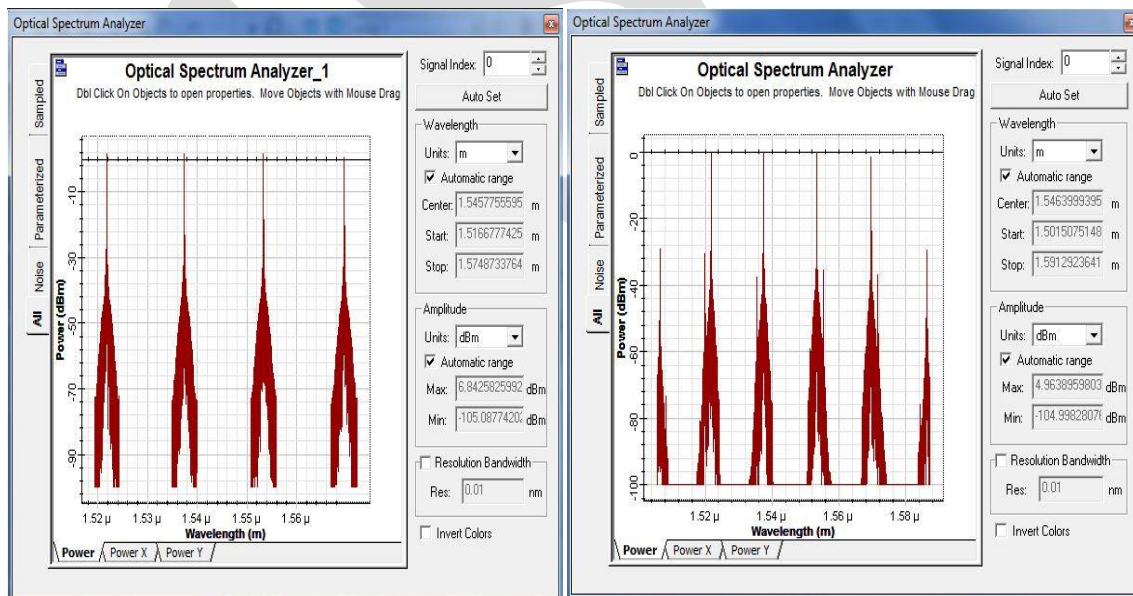 Optical Spectrum Analyzer
Sampled
Parameterized
Noise
All
Optical Spectrum Analyzer_1
Dbl Click On Objects to open properties. Move Objects with Mouse Drag
Power (dBm)
-10
-30
-50
-70
-90
1.52 µ 1.53 µ 1.54 µ 1.55 µ 1.56 µ
Wavelength (m)
Power Power X Power Y
Signal Index: 0
Auto Set
Wavelength
Units: m
Automatic range
Center: 1.5457755595 m
Start: 1.5166777425 m
Stop: 1.5748733764 m
Amplitude
Units: dBm
Automatic range
Max: 6.8425825992 dBm
Min: -105.08774202 dBm
Resolution Bandwidth
Res: 0.01 nm
Invert Colors
Optical Spectrum Analyzer
Sampled
Parameterized
Noise
All
Optical Spectrum Analyzer
Dbl Click On Objects to open properties. Move Objects with Mouse Drag
Power (dBm)
0
-20
-40
-60
-80
-100
1.52 µ 1.54 µ 1.56 µ 1.58 µ
Wavelength (m)
Power Power X Power Y
Signal Index: 0
Auto Set
Wavelength
Units: m
Automatic range
Center: 1.5463999395 m
Start: 1.5015075148 m
Stop: 1.5912923641 m
Amplitude
Units: dBm
Automatic range
Max: 4.9638959803 dBm
Min: -104.9982807 dBm
Resolution Bandwidth
Res: 0.01 nm
Invert Colors